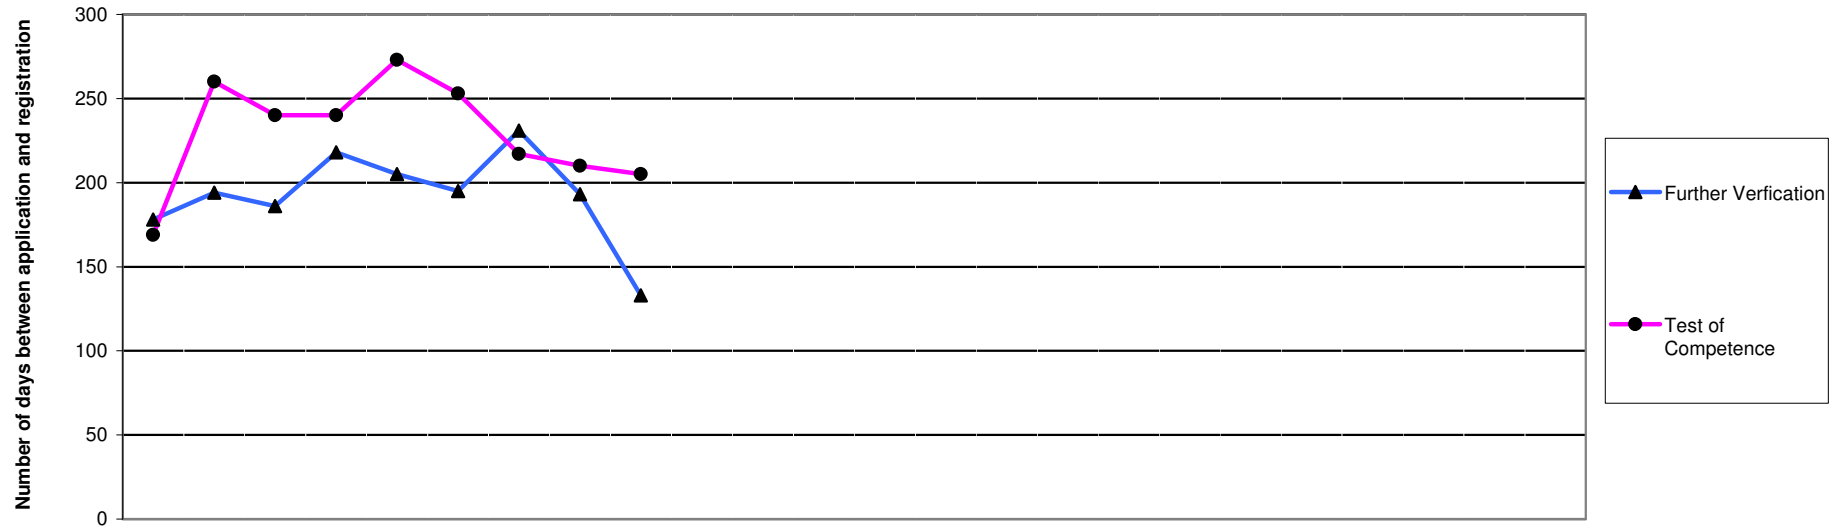 Number of days between application and registration
300
250
200
150
100
50
0
Further Verfication
Test of
Competence